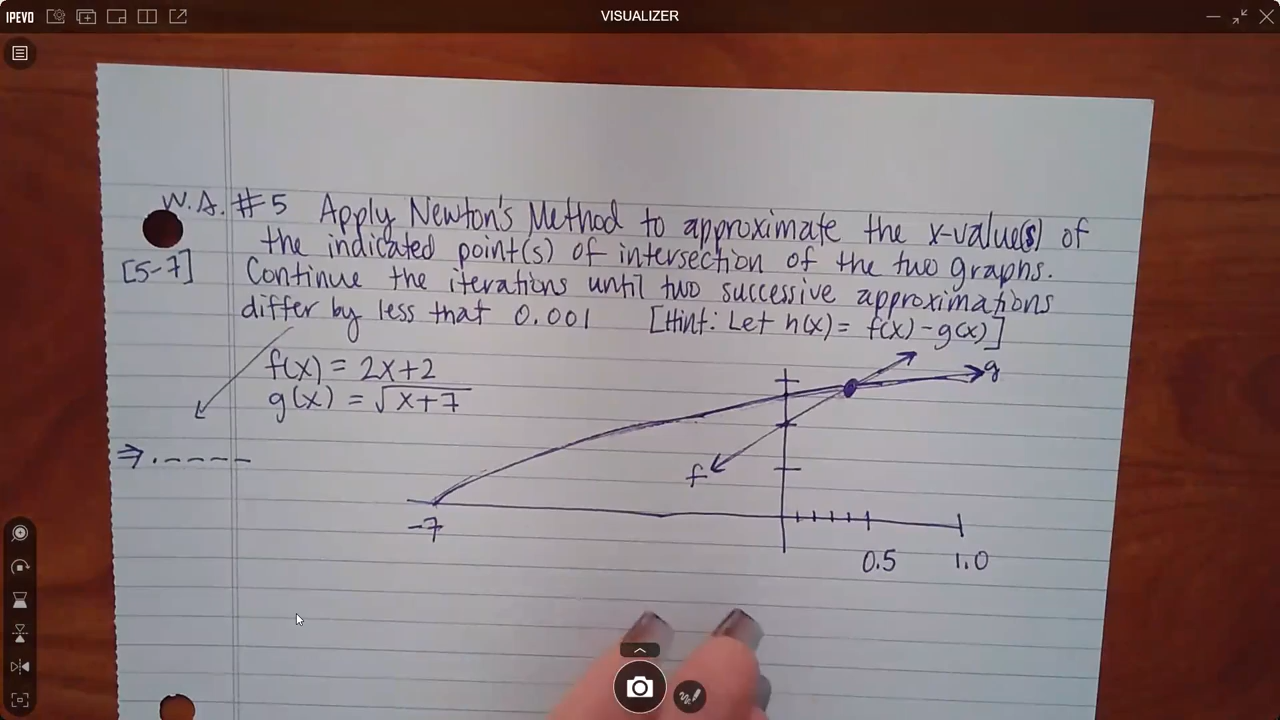 IPEVO
VISUALIZER
W.A. #5 Apply Newton's Method to approximate the x-value(s) of
the indicated point(s) of intersection of the two graphs.
[5-7] Continue the iterations until two successive approximations
differ by less that 0.001 [Hint: Let h(x) = f(x) - g(x)]
f(x) = 2x+2
g(x) = √x+7
⇒ . _ _ _ _
g
f
-7
0.5 1.0